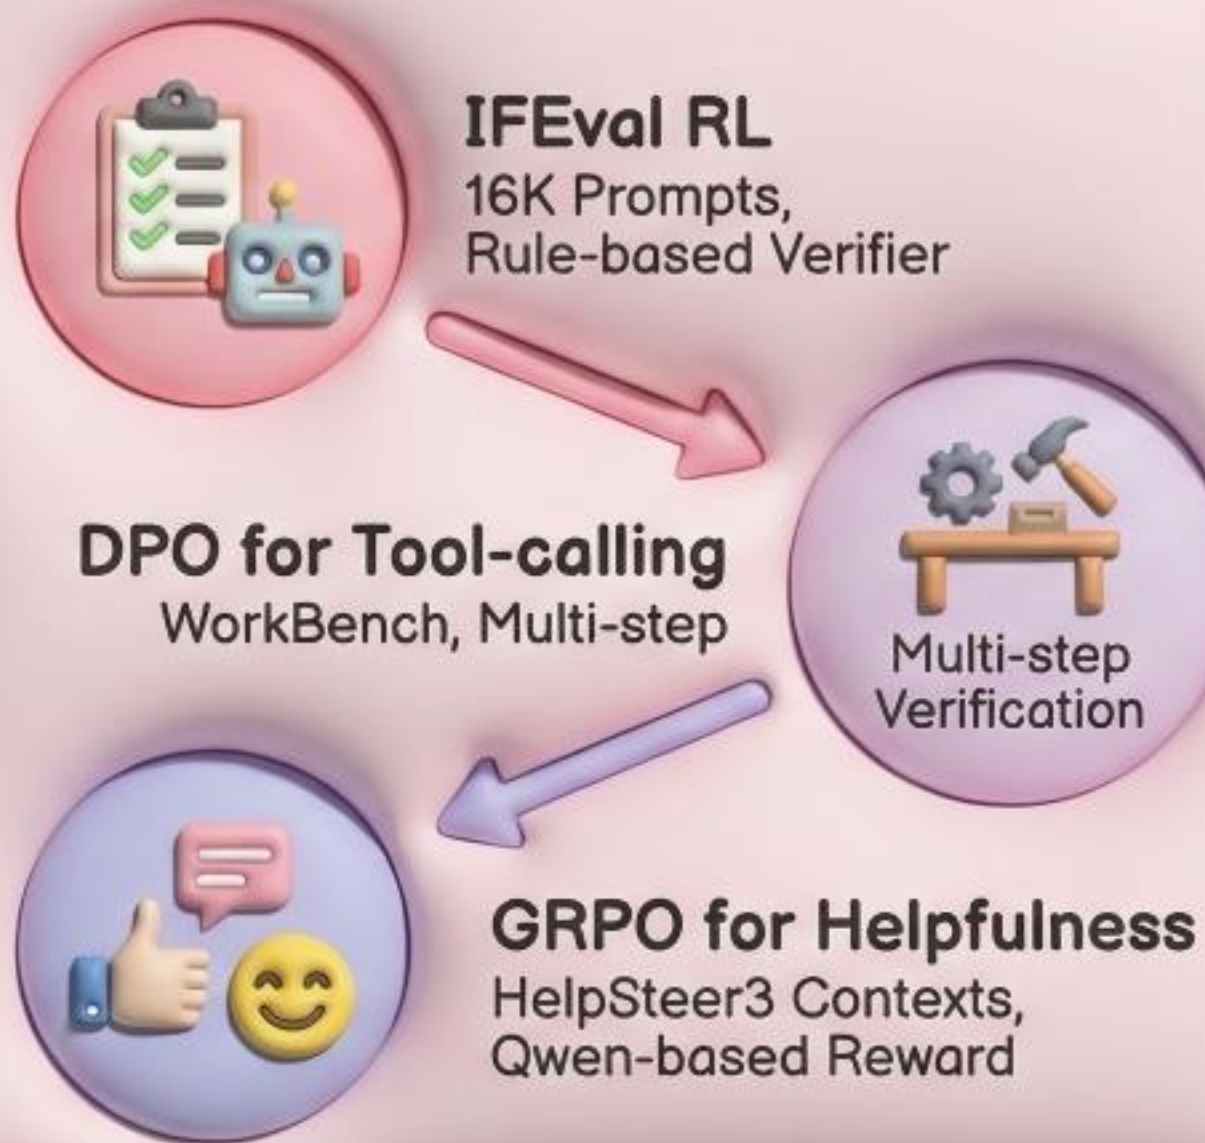 IFEval RL
16K Prompts,
Rule-based Verifier
DPO for Tool-calling
WorkBench, Multi-step
Multi-step
Verification
GRPO for Helpfulness
HelpSteer3 Contexts,
Qwen-based Reward